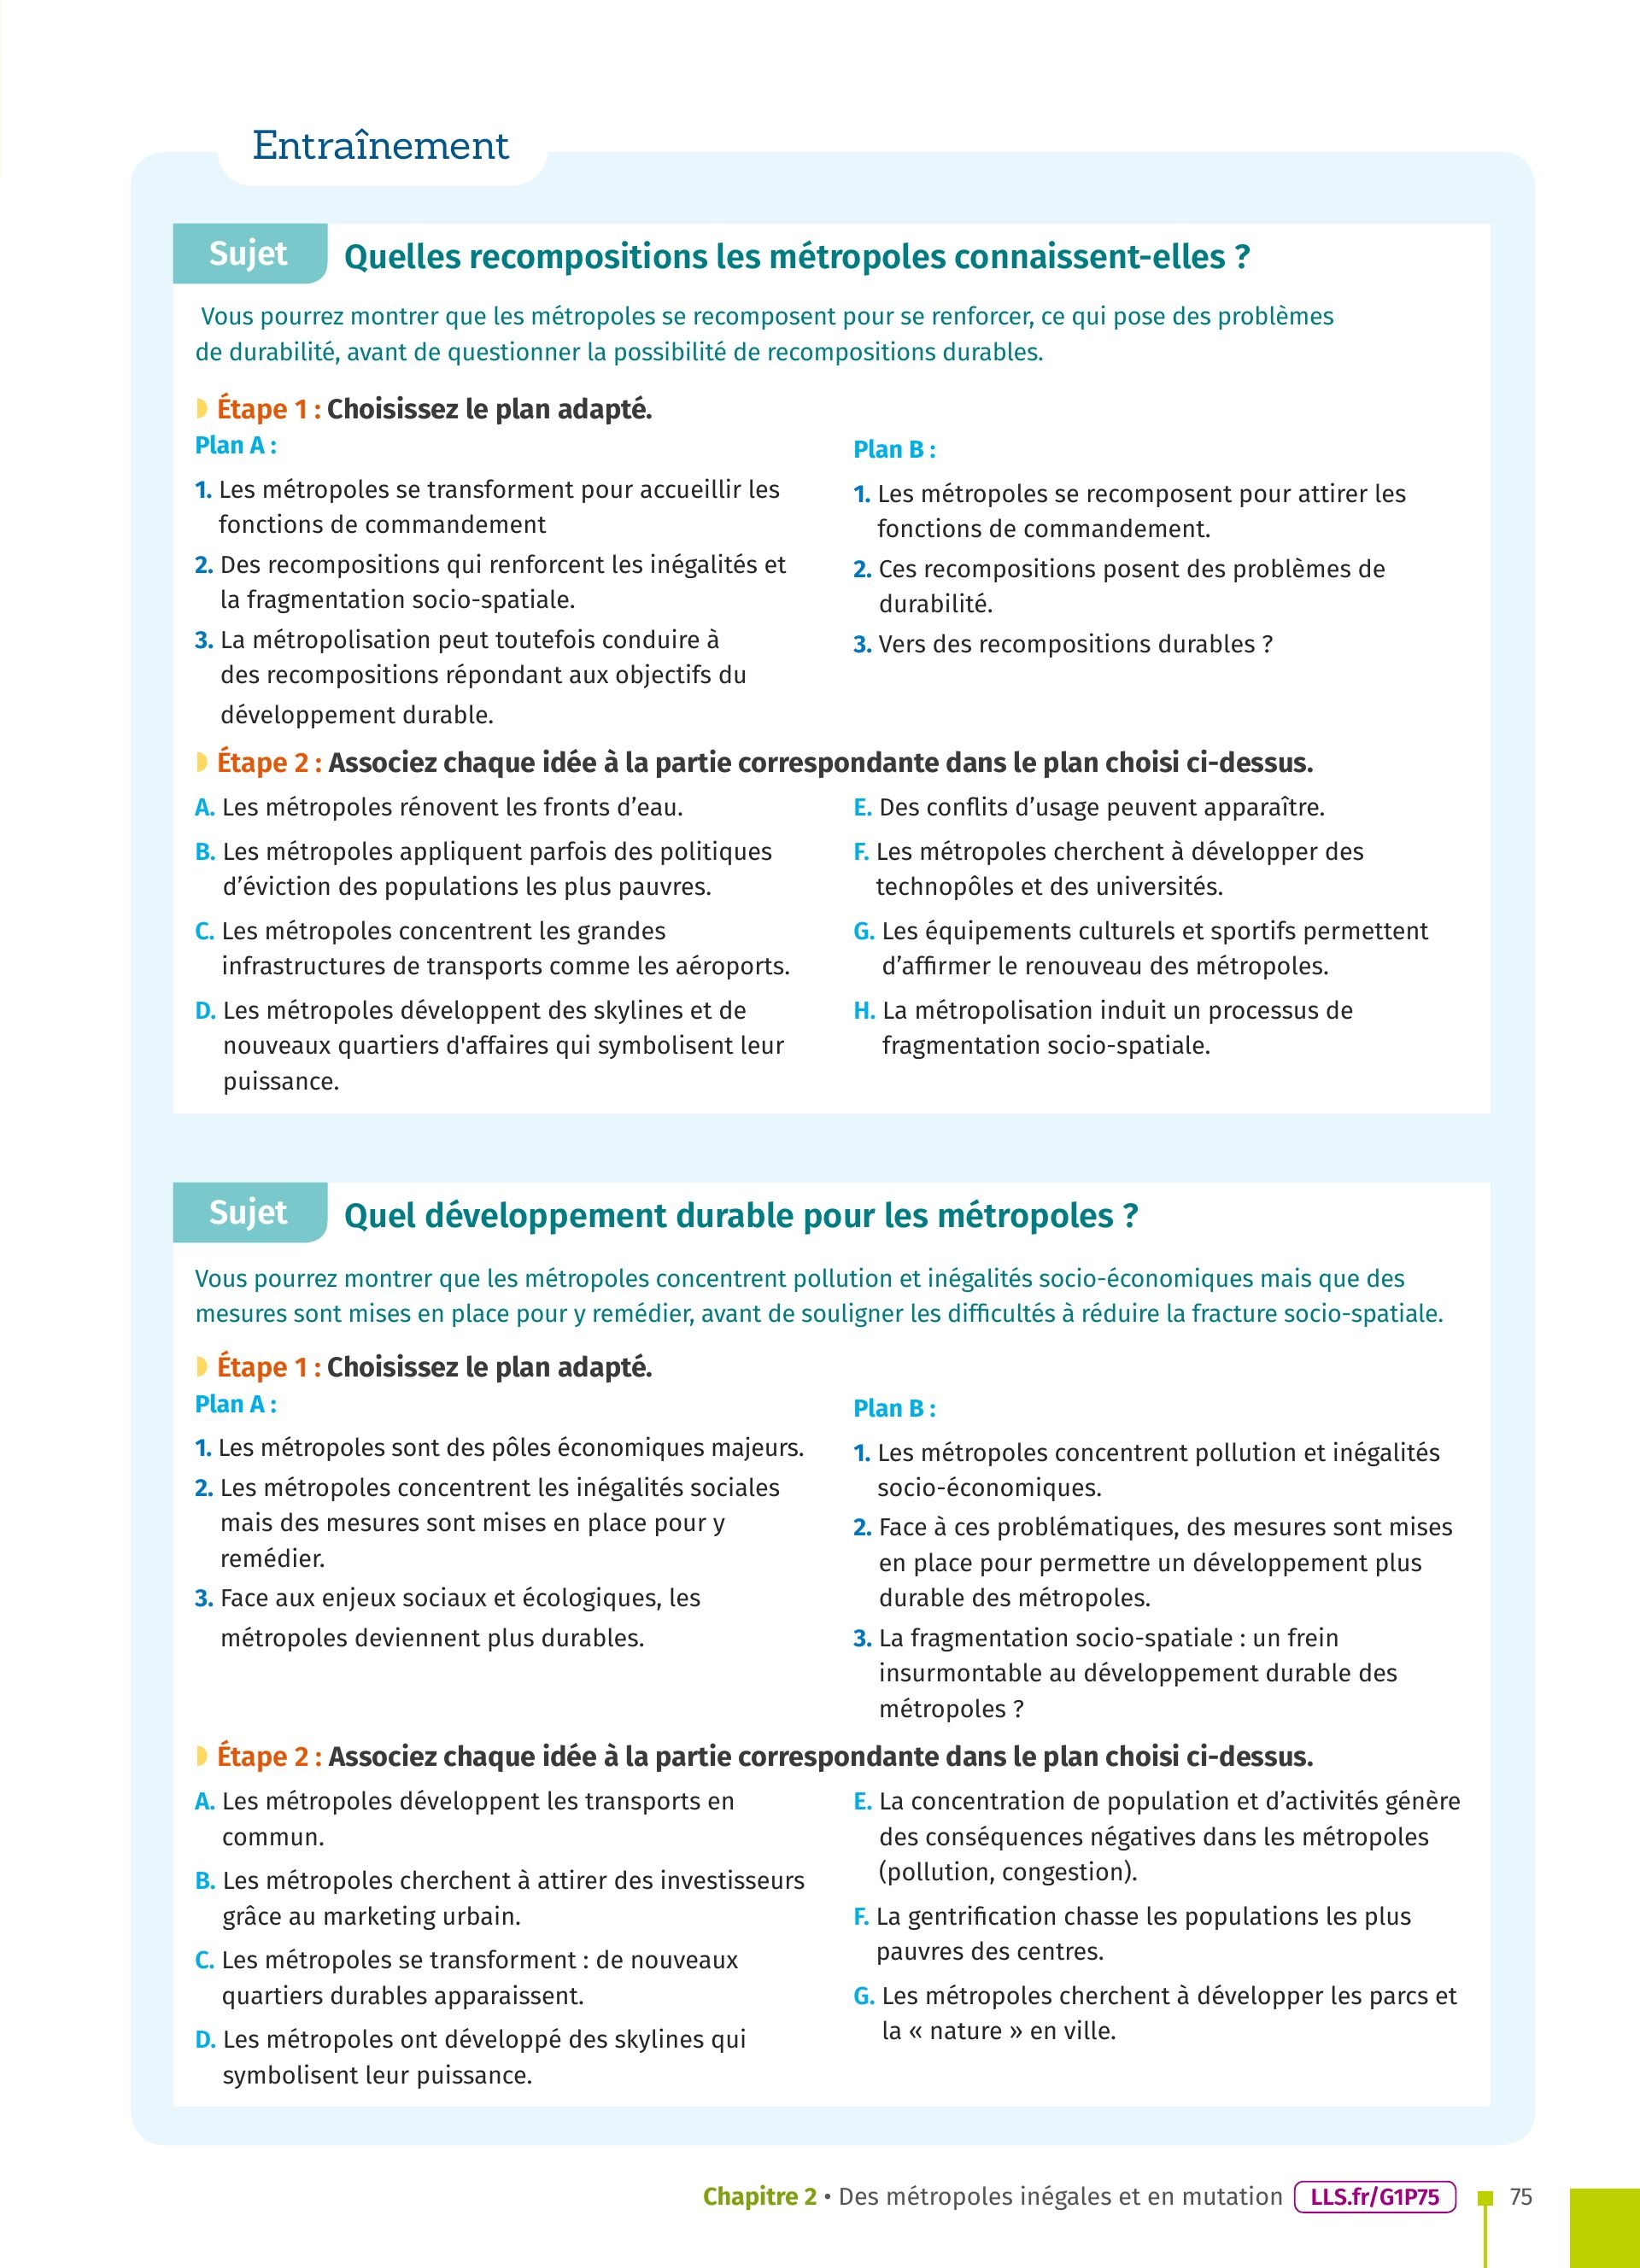 Entraînement
Sujet
Quelles recompositions les métropoles connaissent-elles ?
Vous pourrez montrer que les métropoles se recomposent pour se renforcer, ce qui pose des problèmes
de durabilité, avant de questionner la possibilité de recompositions durables.
Étape 1 : Choisissez le plan adapté.
Plan A :
1. Les métropoles se transforment pour accueillir les
fonctions de commandement
2. Des recompositions qui renforcent les inégalités et
la fragmentation socio-spatiale.
3. La métropolisation peut toutefois conduire à
des recompositions répondant aux objectifs du
développement durable.
Plan B :
1. Les métropoles se recomposent pour attirer les
fonctions de commandement.
2. Ces recompositions posent des problèmes de
durabilité.
3. Vers des recompositions durables ?
Étape 2 : Associez chaque idée à la partie correspondante dans le plan choisi ci-dessus.
A. Les métropoles rénovent les fronts d’eau.
B. Les métropoles appliquent parfois des politiques
d’éviction des populations les plus pauvres.
C. Les métropoles concentrent les grandes
infrastructures de transports comme les aéroports.
D. Les métropoles développent des skylines et de
nouveaux quartiers d'affaires qui symbolisent leur
puissance.
E. Des conflits d’usage peuvent apparaître.
F. Les métropoles cherchent à développer des
technopôles et des universités.
G. Les équipements culturels et sportifs permettent
d’affirmer le renouveau des métropoles.
H. La métropolisation induit un processus de
fragmentation socio-spatiale.
Sujet
Quel développement durable pour les métropoles ?
Vous pourrez montrer que les métropoles concentrent pollution et inégalités socio-économiques mais que des
mesures sont mises en place pour y remédier, avant de souligner les difficultés à réduire la fracture socio-spatiale.
Étape 1 : Choisissez le plan adapté.
Plan A :
1. Les métropoles sont des pôles économiques majeurs.
2. Les métropoles concentrent les inégalités sociales
mais des mesures sont mises en place pour y
remédier.
3. Face aux enjeux sociaux et écologiques, les
métropoles deviennent plus durables.
Plan B :
1. Les métropoles concentrent pollution et inégalités
socio-économiques.
2. Face à ces problématiques, des mesures sont mises
en place pour permettre un développement plus
durable des métropoles.
3. La fragmentation socio-spatiale : un frein
insurmontable au développement durable des
métropoles ?
Étape 2 : Associez chaque idée à la partie correspondante dans le plan choisi ci-dessus.
A. Les métropoles développent les transports en
commun.
B. Les métropoles cherchent à attirer des investisseurs
grâce au marketing urbain.
C. Les métropoles se transforment : de nouveaux
quartiers durables apparaissent.
D. Les métropoles ont développé des skylines qui
symbolisent leur puissance.
E. La concentration de population et d’activités génère
des conséquences négatives dans les métropoles
(pollution, congestion).
F. La gentrification chasse les populations les plus
pauvres des centres.
G. Les métropoles cherchent à développer les parcs et
la « nature » en ville.
Chapitre 2 • Des métropoles inégales et en mutation LLS.fr/G1P75 75